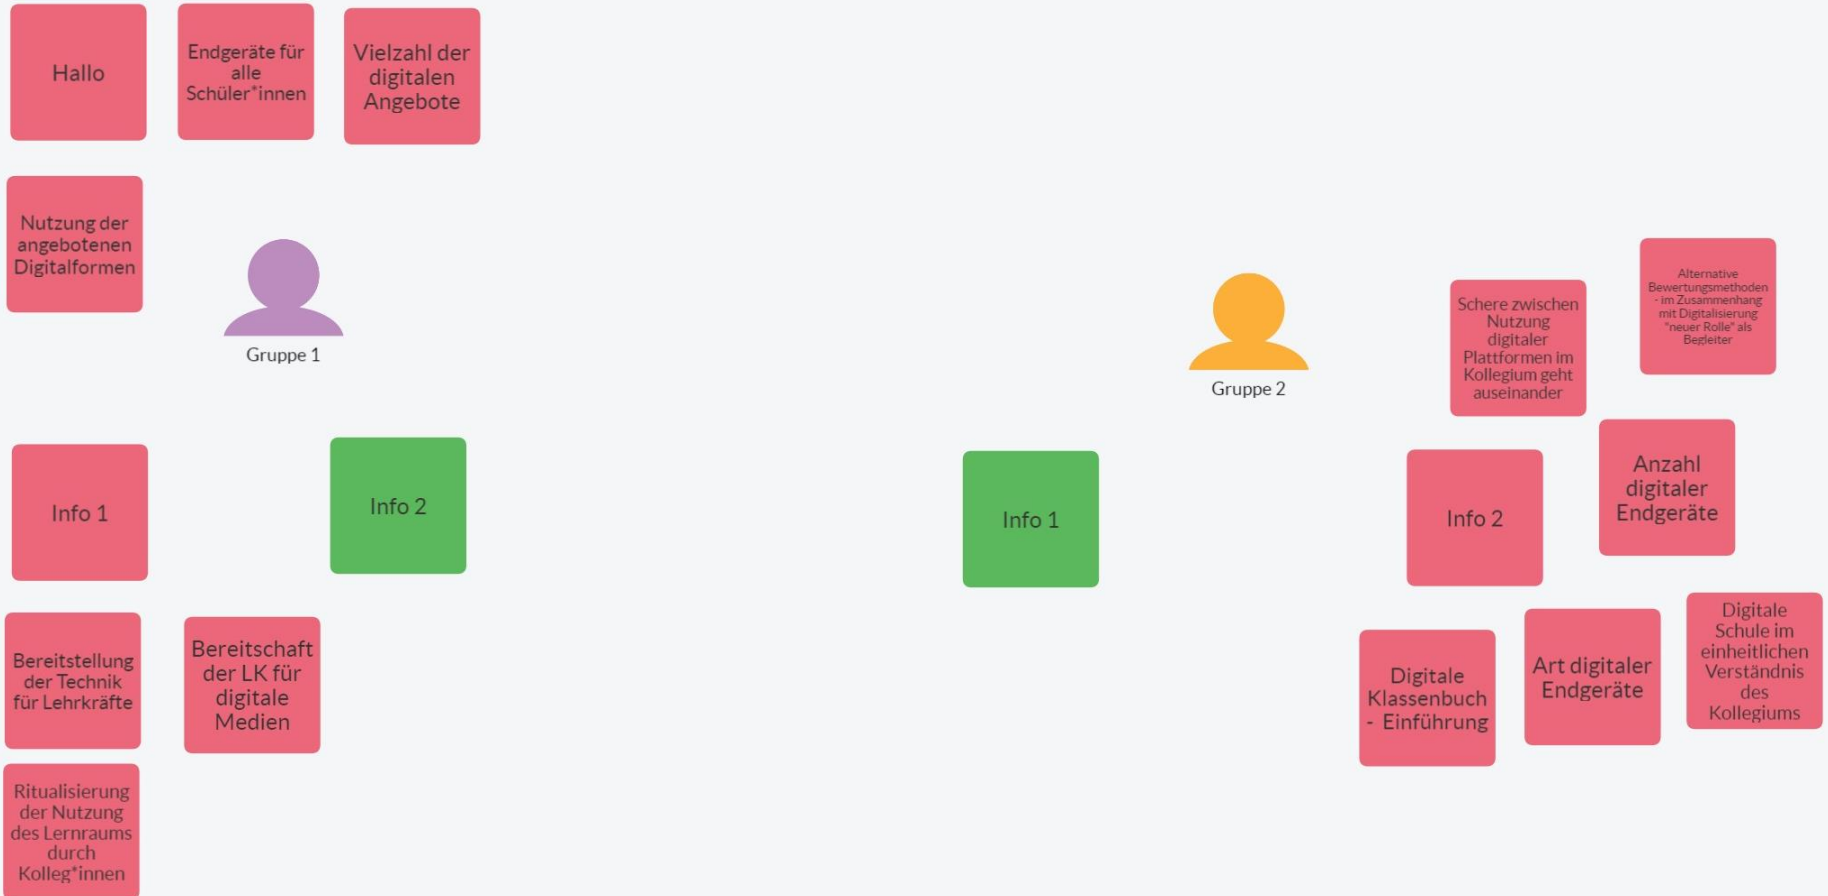 Hallo
Endgeräte für
alle
Schüler*innen
Vielzahl der
digitalen
Angebote
Nutzung der
angebotenen
Digitalformen
Gruppe 1
Info 1
Info 2
Bereitstellung
der Technik
für Lehrkräfte
Bereitschaft
der LK für
digitale
Medien
Ritualisierung
der Nutzung
des Lernraums
durch
Kolleg*innen
Gruppe 2
Schere zwischen
Nutzung
digitaler
Plattformen im
Kollegium geht
auseinander
Alternative
Bewertungsmethoden
- im Zusammenhang
mit Digitalisierung
"neuer Rolle" als
Begleiter
Info 1
Info 2
Anzahl
digitaler
Endgeräte
Digitale
Klassenbuch
- Einführung
Art digitaler
Endgeräte
Digitale
Schule im
einheitlichen
Verständnis
des
Kollegiums